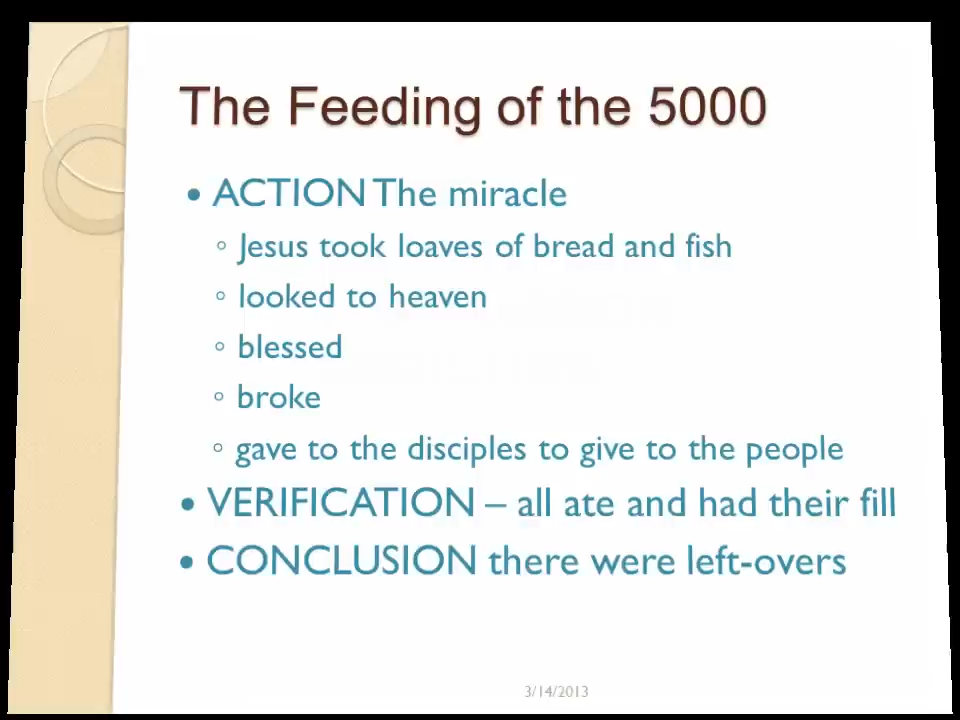 The Feeding of the 5000
• ACTION The miracle
◦ Jesus took loaves of bread and fish
◦ looked to heaven
◦ blessed
◦ broke
◦ gave to the disciples to give to the people
• VERIFICATION – all ate and had their fill
• CONCLUSION there were left-overs
3/14/2013